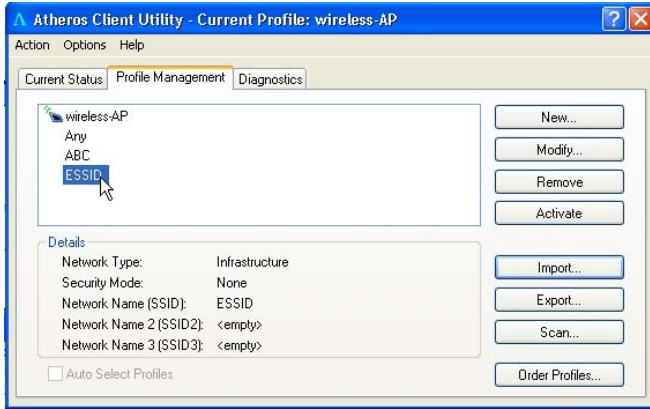 Atheros Client Utility - Current Profile: wireless-AP
Action Options Help
Current Status Profile Management Diagnostics
wireless-AP
Any
ABC
ESSID
New...
Modify...
Remove
Activate
Details
Network Type: Infrastructure
Security Mode: None
Network Name (SSID): ESSID
Network Name 2 (SSID2): <empty>
Network Name 3 (SSID3): <empty>
Import...
Export...
Scan...
Auto Select Profiles
Order Profiles...